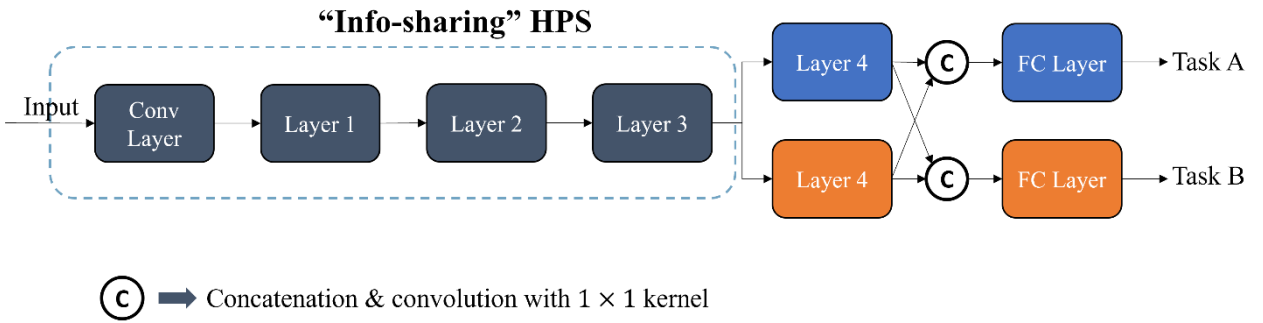 “Info-sharing” HPS
Input
Conv
Layer
Layer 1
Layer 2
Layer 3
Layer 4
C
FC Layer
Task A
Layer 4
C
FC Layer
Task B
C
Concatenation & convolution with 1 × 1 kernel